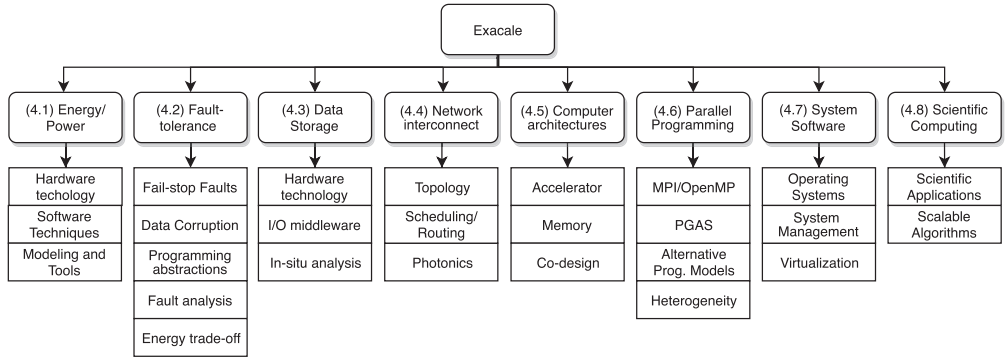 Exacale
(4.1) Energy/
Power
(4.2) Fault-
tolerance
(4.3) Data
Storage
(4.4) Network
interconnect
(4.5) Computer
architectures
(4.6) Parallel
Programming
(4.7) System
Software
(4.8) Scientific
Computing
Hardware
techology
Software
Techniques
Modeling and
Tools
Fail-stop Faults
Data Corruption
Programming
abstractions
Fault analysis
Energy trade-off
Hardware
technology
I/O middleware
In-situ analysis
Topology
Scheduling/
Routing
Photonics
Accelerator
Memory
Co-design
MPI/OpenMP
PGAS
Alternative
Prog. Models
Heterogeneity
Operating
Systems
System
Management
Virtualization
Scientific
Applications
Scalable
Algorithms